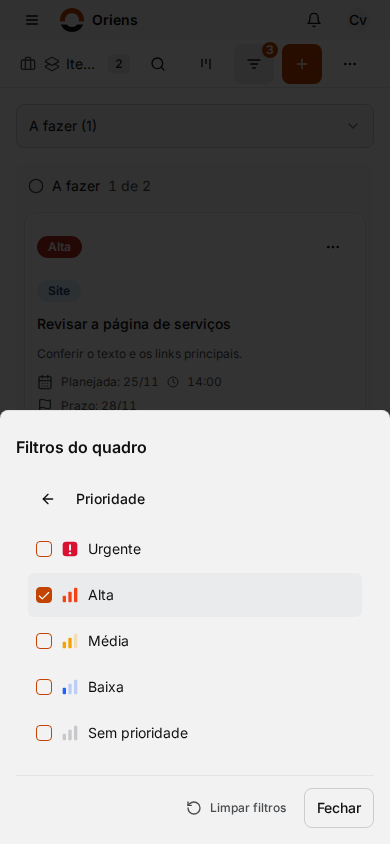 Oriens
Cv
Ite...
2
3
A fazer (1)
A fazer 1 de 2
Alta
Site
Revisar a página de serviços
Conferir o texto e os links principais.
Planejada: 25/11 14:00
Prazo: 28/11
Filtros do quadro
Prioridade
Urgente
Alta
Média
Baixa
Sem prioridade
Limpar filtros
Fechar